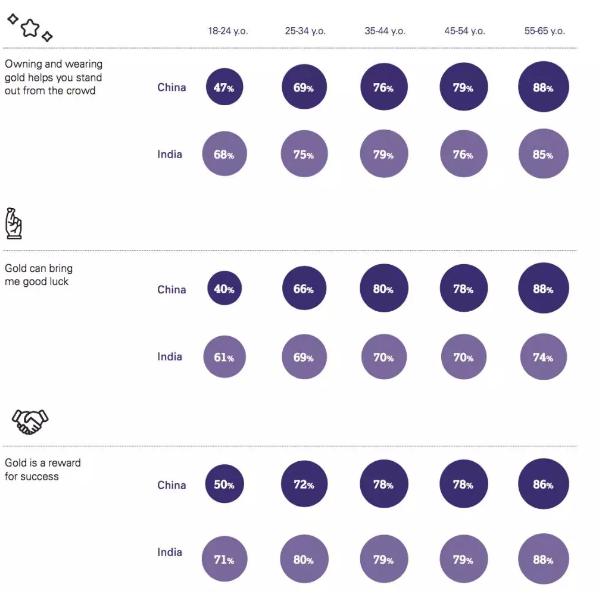 18-24 y.o. 25-34 y.o. 35-44 y.o. 45-54 y.o. 55-65 y.o.
Owning and wearing
gold helps you stand
out from the crowd
China 47% 69% 76% 79% 88%
India 68% 75% 79% 76% 85%
Gold can bring
me good luck
China 40% 66% 80% 78% 88%
India 61% 69% 70% 70% 74%
Gold is a reward
for success
China 50% 72% 78% 78% 86%
India 71% 80% 79% 79% 88%